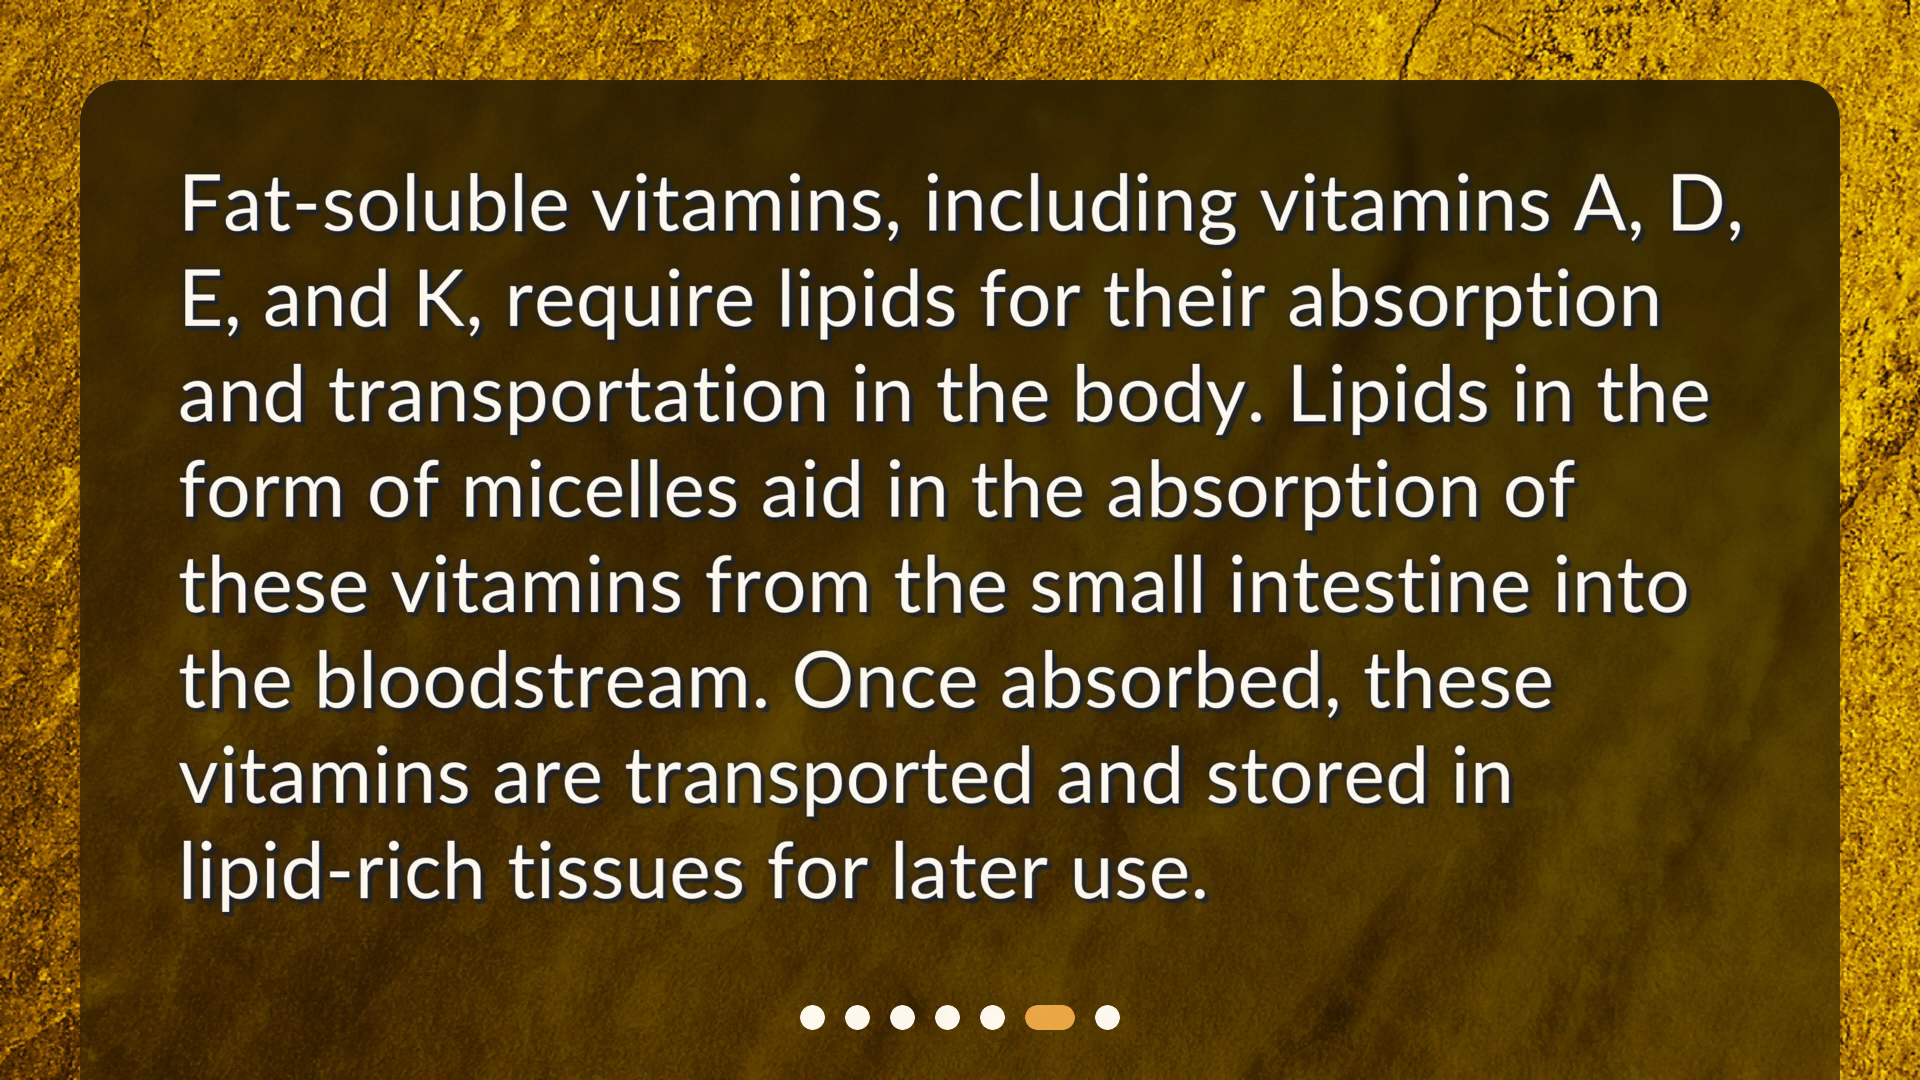 Fat-soluble vitamins, including vitamins A, D,
E, and K, require lipids for their absorption
and transportation in the body. Lipids in the
form of micelles aid in the absorption of
these vitamins from the small intestine into
the bloodstream. Once absorbed, these
vitamins are transported and stored in
lipid-rich tissues for later use.